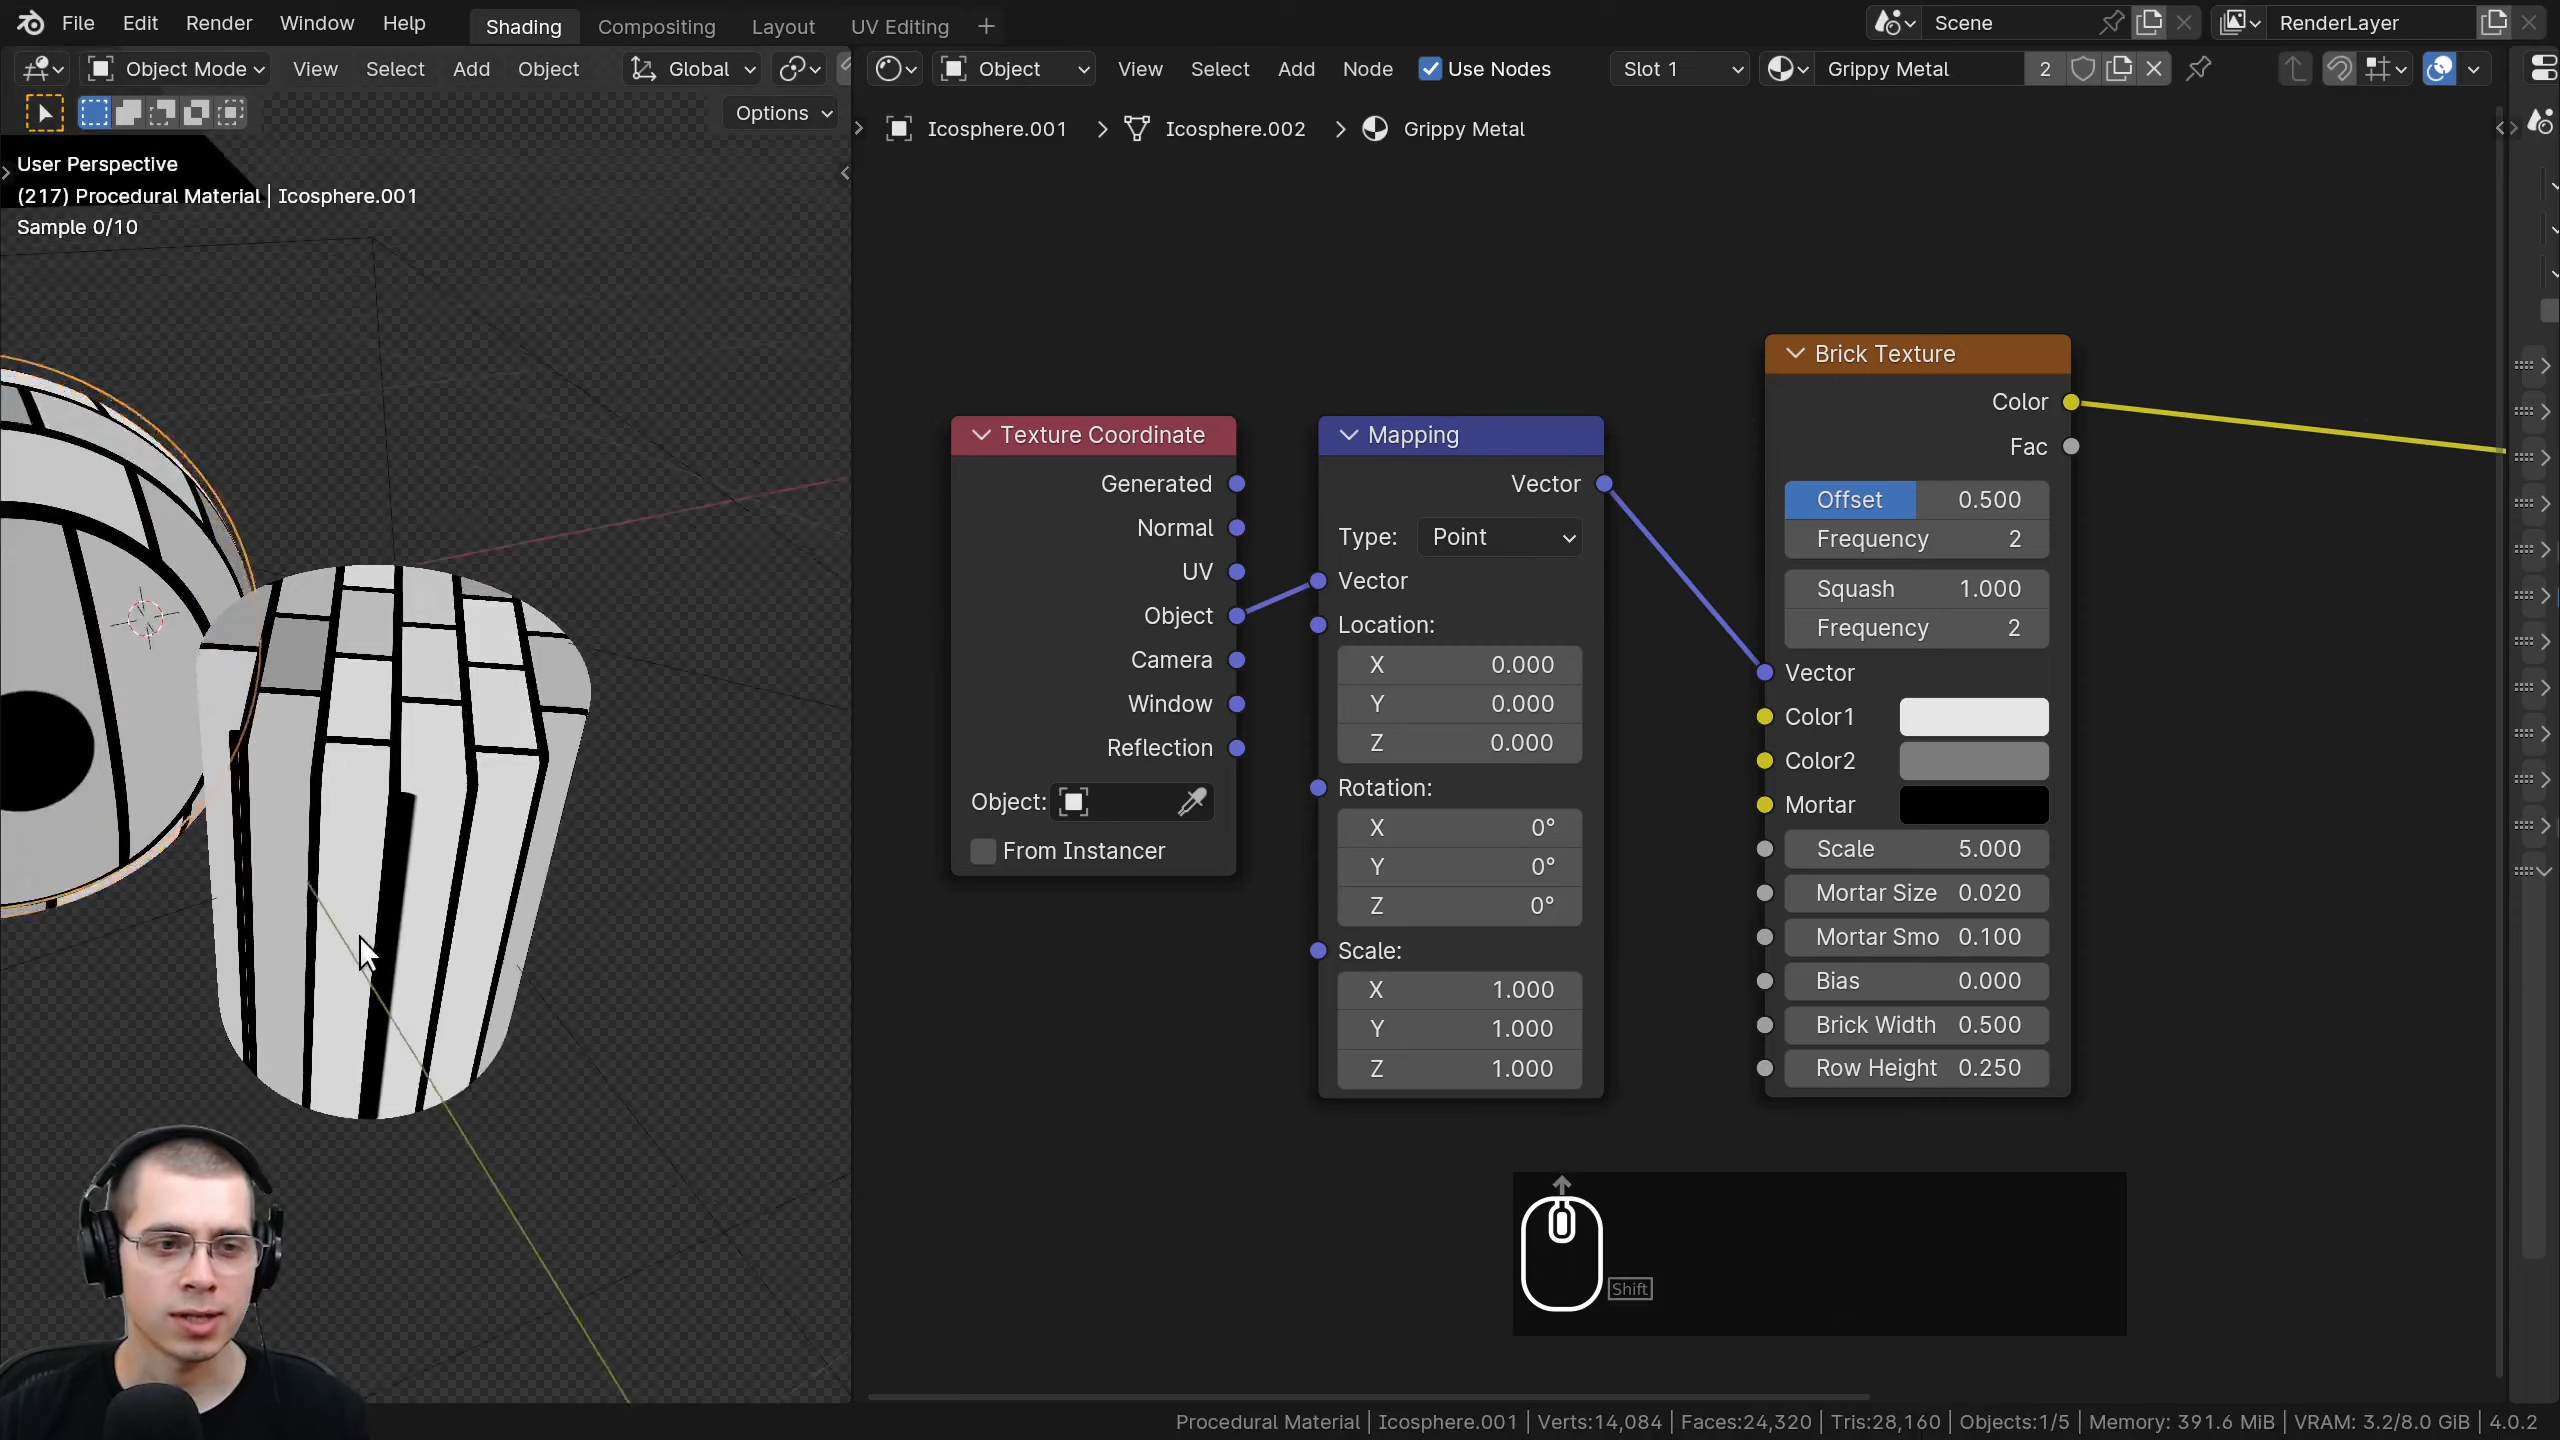 File Edit Render Window Help Shading Compositing Layout UV Editing + Scene RenderLayer
Object Mode View Select Add Object Global Object View Select Add Node Use Nodes Slot 1 Grippy Metal 2
Options
Icosphere.001 > Icosphere.002 > Grippy Metal
User Perspective
(217) Procedural Material | Icosphere.001
Sample 0/10
Texture Coordinate
Generated
Normal
UV
Object
Camera
Window
Reflection
Object:
From Instancer
Mapping
Vector
Type: Point
Vector
Location:
X 0.000
Y 0.000
Z 0.000
Rotation:
X 0°
Y 0°
Z 0°
Scale:
X 1.000
Y 1.000
Z 1.000
Brick Texture
Color
Fac
Offset 0.500
Frequency 2
Squash 1.000
Frequency 2
Vector
Color1
Color2
Mortar
Scale 5.000
Mortar Size 0.020
Mortar Smo 0.100
Bias 0.000
Brick Width 0.500
Row Height 0.250
Shift
Procedural Material | Icosphere.001 | Verts:14,084 | Faces:24,320 | Tris:28,160 | Objects:1/5 | Memory: 391.6 MiB | VRAM: 3.2/8.0 GiB | 4.0.2